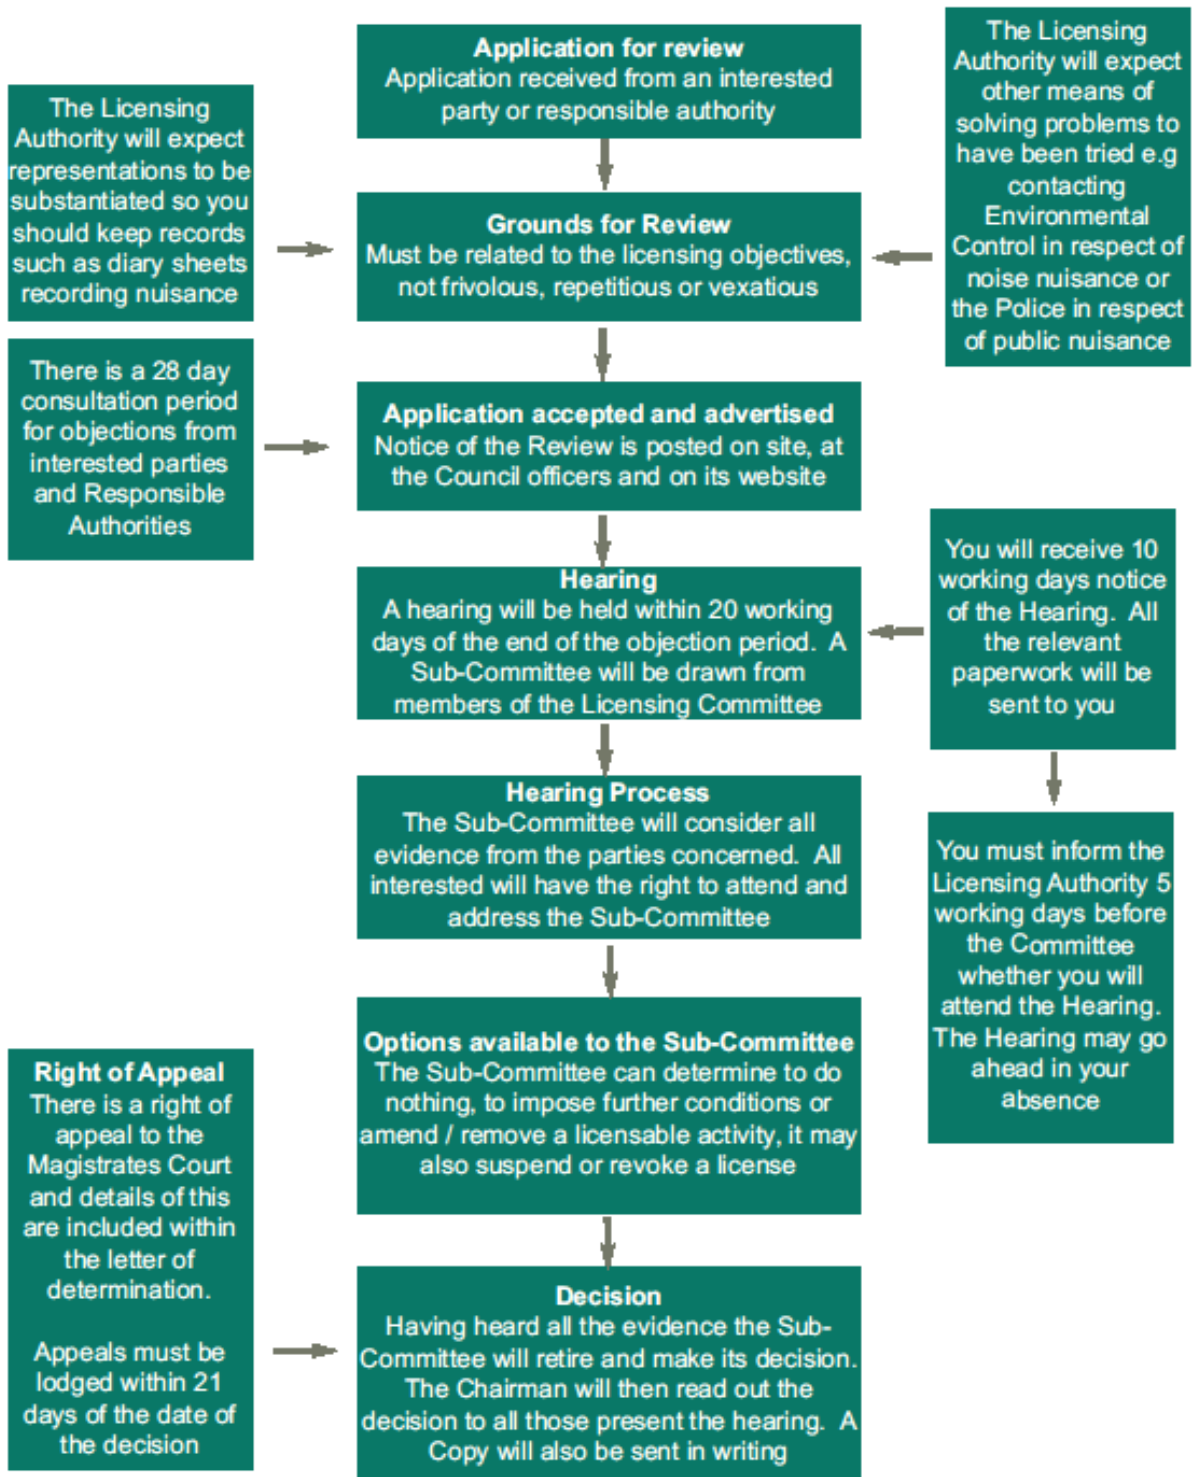 Application for review
Application received from an interested
party or responsible authority
The Licensing
Authority will expect
other means of
solving problems to
have been tried e.g
contacting
Environmental
Control in respect of
noise nuisance or
the Police in respect
of public nuisance
The Licensing
Authority will expect
representations to be
substantiated so you
should keep records
such as diary sheets
recording nuisance
Grounds for Review
Must be related to the licensing objectives,
not frivolous, repetitious or vexatious
There is a 28 day
consultation period
for objections from
interested parties
and Responsible
Authorities
Application accepted and advertised
Notice of the Review is posted on site, at
the Council officers and on its website
Hearing
A hearing will be held within 20 working
days of the end of the objection period.  A
Sub-Committee will be drawn from
members of the Licensing Committee
You will receive 10
working days notice
of the Hearing.  All
the relevant
paperwork will be
sent to you
Hearing Process
The Sub-Committee will consider all
evidence from the parties concerned.  All
interested will have the right to attend and
address the Sub-Committee
You must inform the
Licensing Authority 5
working days before
the Committee
whether you will
attend the Hearing.
The Hearing may go
ahead in your
absence
Options available to the Sub-Committee
The Sub-Committee can determine to do
nothing, to impose further conditions or
amend / remove a licensable activity, it may
also suspend or revoke a license
Right of Appeal
There is a right of
appeal to the
Magistrates Court
and details of this
are included within
the letter of
determination.
Appeals must be
lodged within 21
days of the date of
the decision
Decision
Having heard all the evidence the Sub-
Committee will retire and make its decision.
The Chairman will then read out the
decision to all those present the hearing.  A
Copy will also be sent in writing